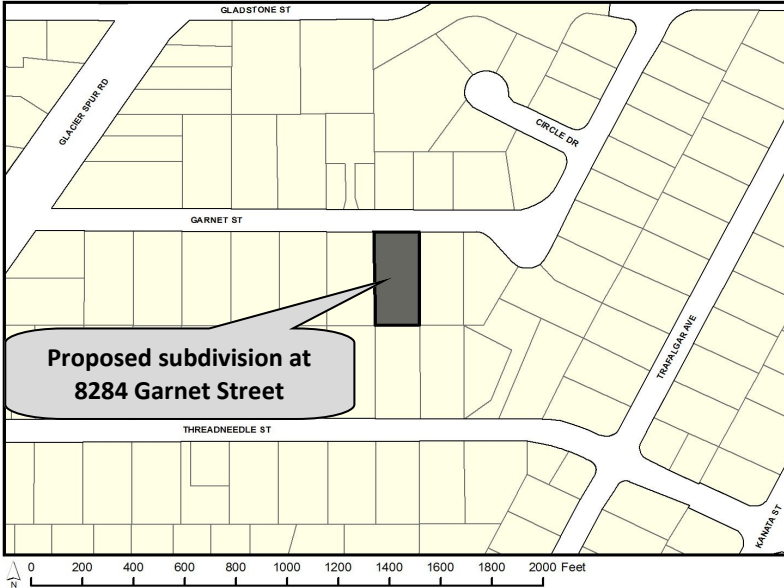 GLADSTONE ST
GLACIER SPUR RD
CIRCLE DR
GARNET ST
Proposed subdivision at
8284 Garnet Street
TRAFALGAR AVE
THREADNEEDLE ST
KANATA ST
N
0 200 400 600 800 1000 1200 1400 1600 1800 2000 Feet